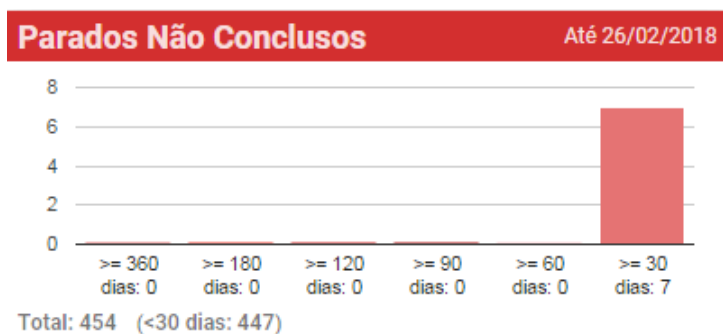 Parados Não Conclusos Até 26/02/2018
8
6
4
2
0
>= 360 >= 180 >= 120 >= 90 >= 60 >= 30
dias: 0 dias: 0 dias: 0 dias: 0 dias: 0 dias: 7
Total: 454 (<30 dias: 447)